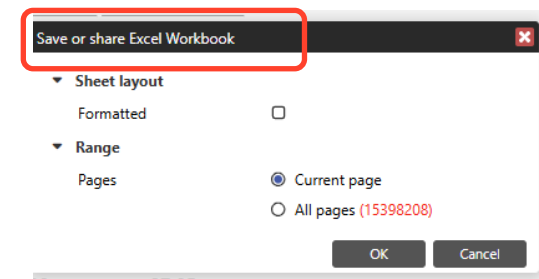 Save or share Excel Workbook
Sheet layout
Formatted
Range
Pages Current page
All pages (15398208)
OK Cancel